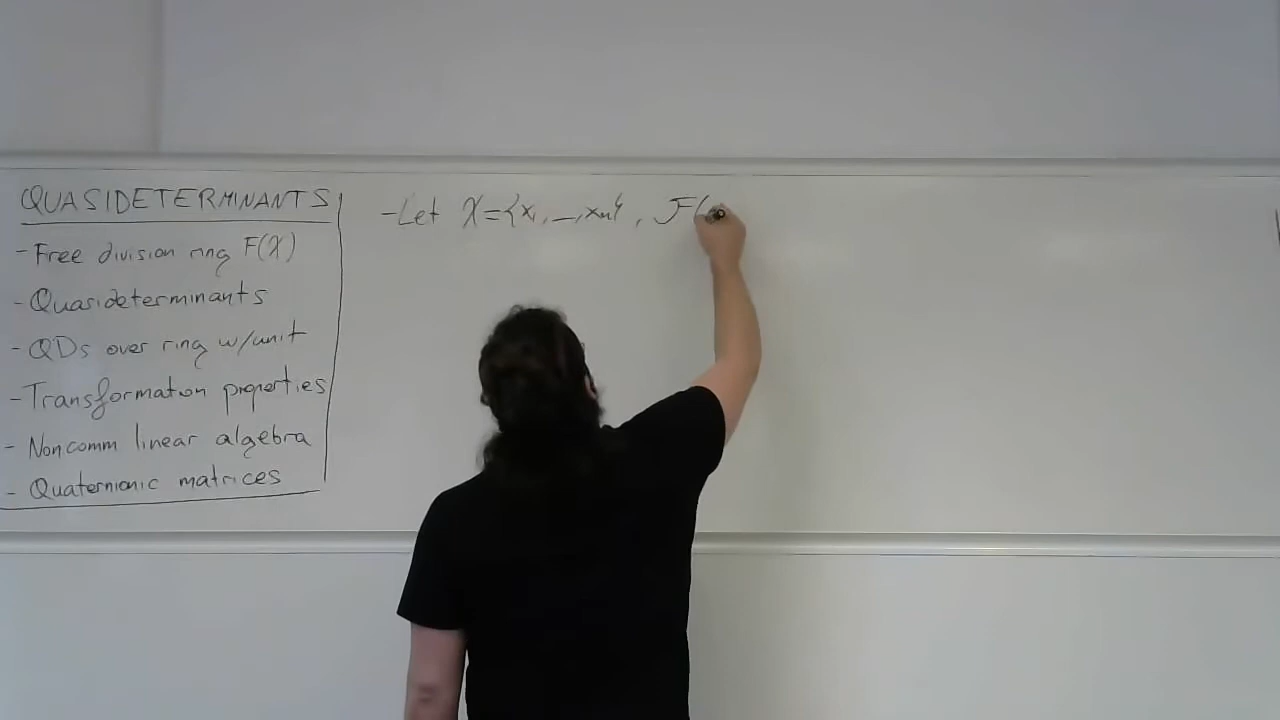 QUASIDETERMINANTS
- Free division ring F(X)
- Quasideterminants
- QDs over ring w/unit
- Transformation properties
- Noncomm linear algebra
- Quaternionic matrices
- Let X={x₁,...,xₙ}, F(